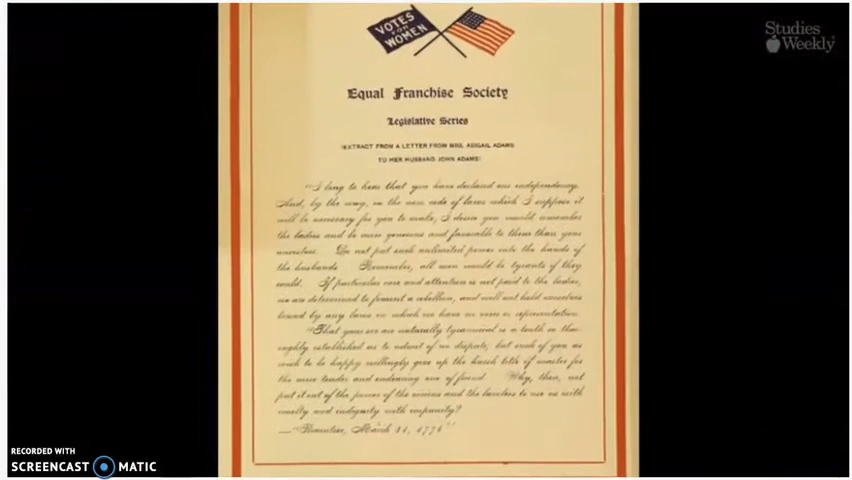 Studies
Weekly
VOTES
FOR
WOMEN
Equal Franchise Society
Legislative Series
(EXTRACT FROM A LETTER FROM MRS. ABIGAIL ADAMS
TO HER HUSBAND JOHN ADAMS)
"I long to hear that you have declared an independency.
And, by the way, in the new code of laws which I suppose it
will be necessary for you to make, I desire you would remember
the ladies and be more generous and favorable to them than your
ancestors. Do not put such unlimited power into the hands of
the husbands. Remember, all men would be tyrants if they
could. If particular care and attention is not paid to the ladies,
we are determined to foment a rebellion, and will not hold ourselves
bound by any laws in which we have no voice or representation.
"That your sex are naturally tyrannical is a truth so thor-
oughly established as to admit of no dispute; but such of you as
wish to be happy willingly give up the harsh title of master for
the more tender and endearing one of friend. Why, then, not
put it out of the power of the vicious and the lawless to use us with
cruelty and indignity with impunity?
—"Braintree, March 31, 1776"
RECORDED WITH
SCREENCAST MATIC